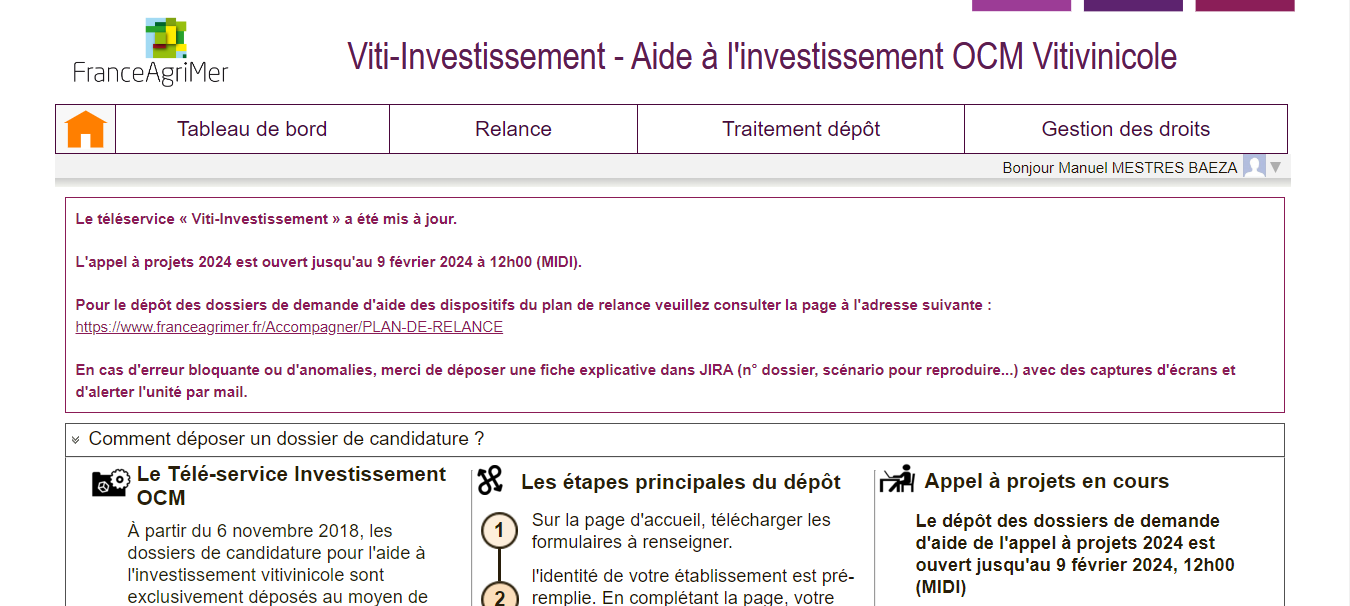 FranceAgriMer
Viti-Investissement - Aide à l'investissement OCM Vitivinicole
Tableau de bord
Relance
Traitement dépôt
Gestion des droits
Bonjour Manuel MESTRES BAEZA
Le téléservice « Viti-Investissement » a été mis à jour.
L'appel à projets 2024 est ouvert jusqu'au 9 février 2024 à 12h00 (MIDI).
Pour le dépôt des dossiers de demande d'aide des dispositifs du plan de relance veuillez consulter la page à l'adresse suivante :
https://www.franceagrimer.fr/Accompagner/PLAN-DE-RELANCE
En cas d'erreur bloquante ou d'anomalies, merci de déposer une fiche explicative dans JIRA (n° dossier, scénario pour reproduire...) avec des captures d'écrans et
d'alerter l'unité par mail.
Comment déposer un dossier de candidature ?
Le Télé-service Investissement
OCM
À partir du 6 novembre 2018, les
dossiers de candidature pour l'aide à
l'investissement vitivinicole sont
exclusivement déposés au moyen de
Les étapes principales du dépôt
1
Sur la page d'accueil, télécharger les
formulaires à renseigner.
2
l'identité de votre établissement est pré-
remplie. En complétant la page, votre
Appel à projets en cours
Le dépôt des dossiers de demande
d'aide de l'appel à projets 2024 est
ouvert jusqu'au 9 février 2024, 12h00
(MIDI)